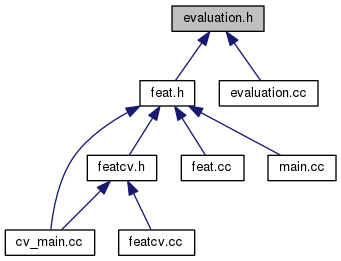 evaluation.h
feat.h
evaluation.cc
featcv.h
feat.cc
main.cc
cv_main.cc
featcv.cc